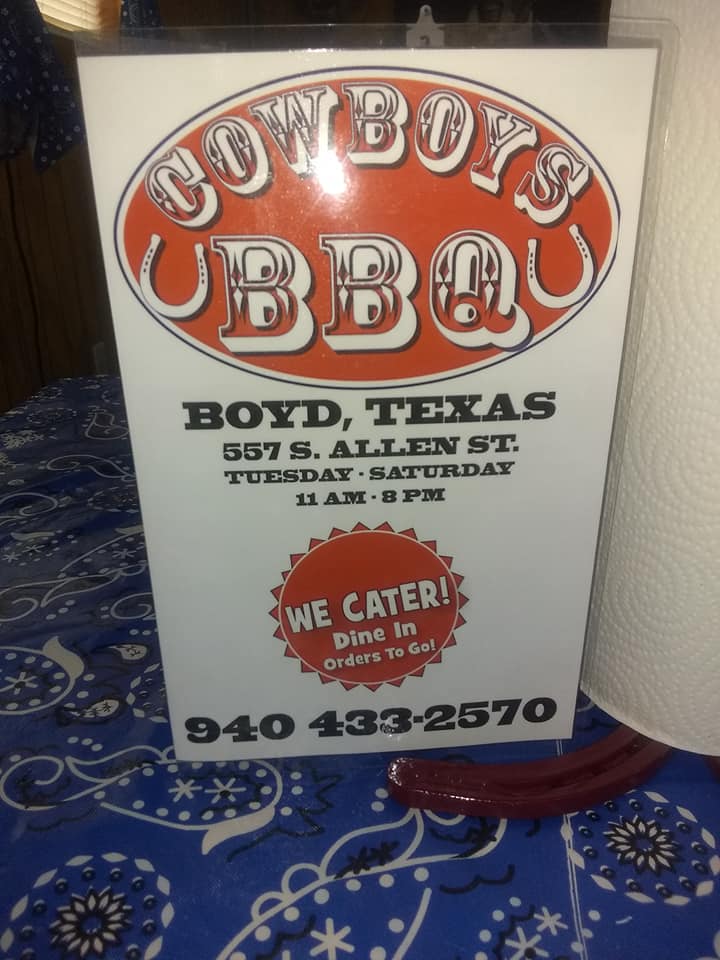 COWBOYS
BBQ
BOYD, TEXAS
557 S. ALLEN ST.
TUESDAY · SATURDAY
11 AM · 8 PM
WE CATER!
Dine In
Orders To Go!
940 433-2570